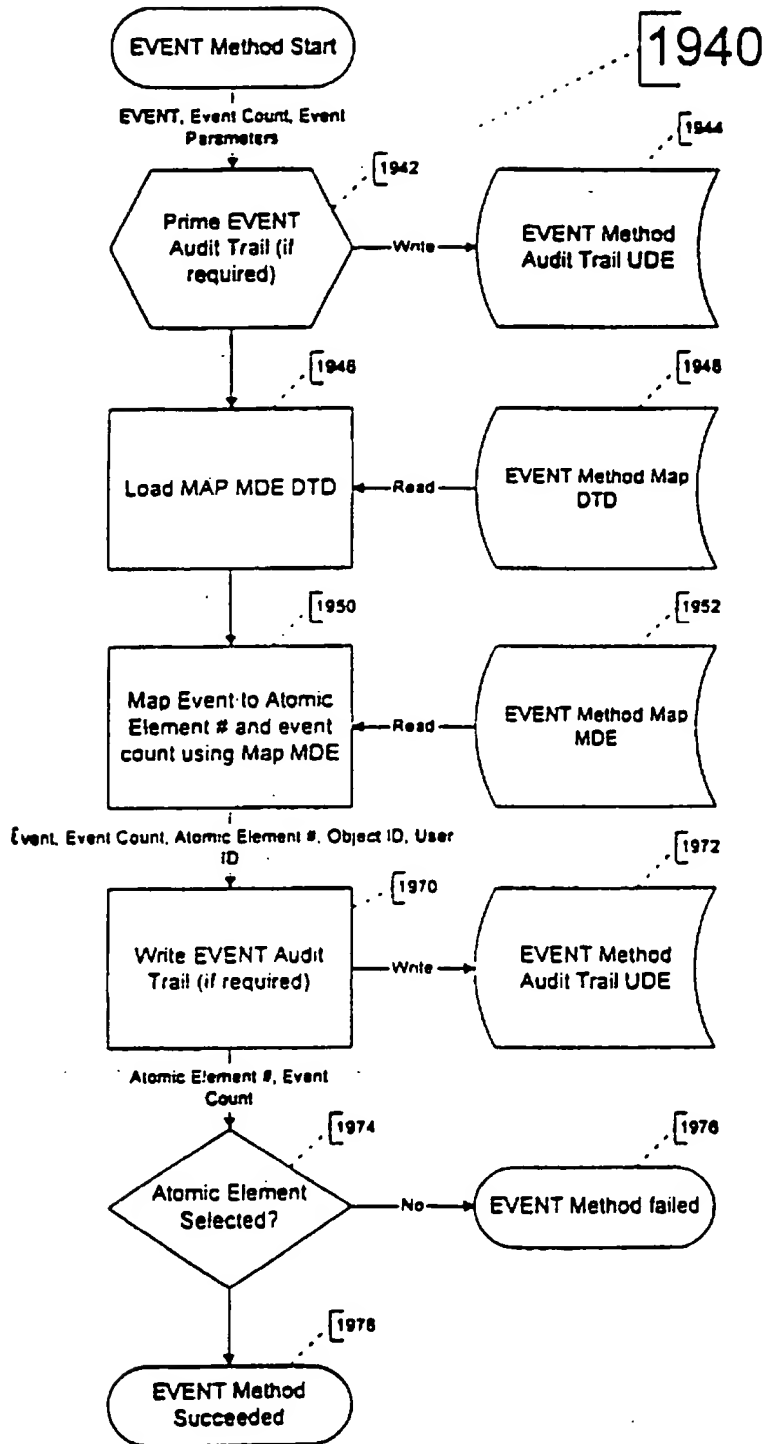 EVENT Method Start
1940
EVENT, Event Count, Event
Parameters
1942
1944
Prime EVENT
Audit Trail (if
required)
Write
EVENT Method
Audit Trail UDE
1946
1948
Load MAP MDE DTD
Read
EVENT Method Map
DTD
1950
1952
Map Event to Atomic
Element # and event
count using Map MDE
Read
EVENT Method Map
MDE
Event, Event Count, Atomic Element #, Object ID, User
ID
1970
1972
Write EVENT Audit
Trail (if required)
Write
EVENT Method
Audit Trail UDE
Atomic Element #, Event
Count
1974
1976
Atomic Element
Selected?
No
EVENT Method failed
1978
EVENT Method
Succeeded